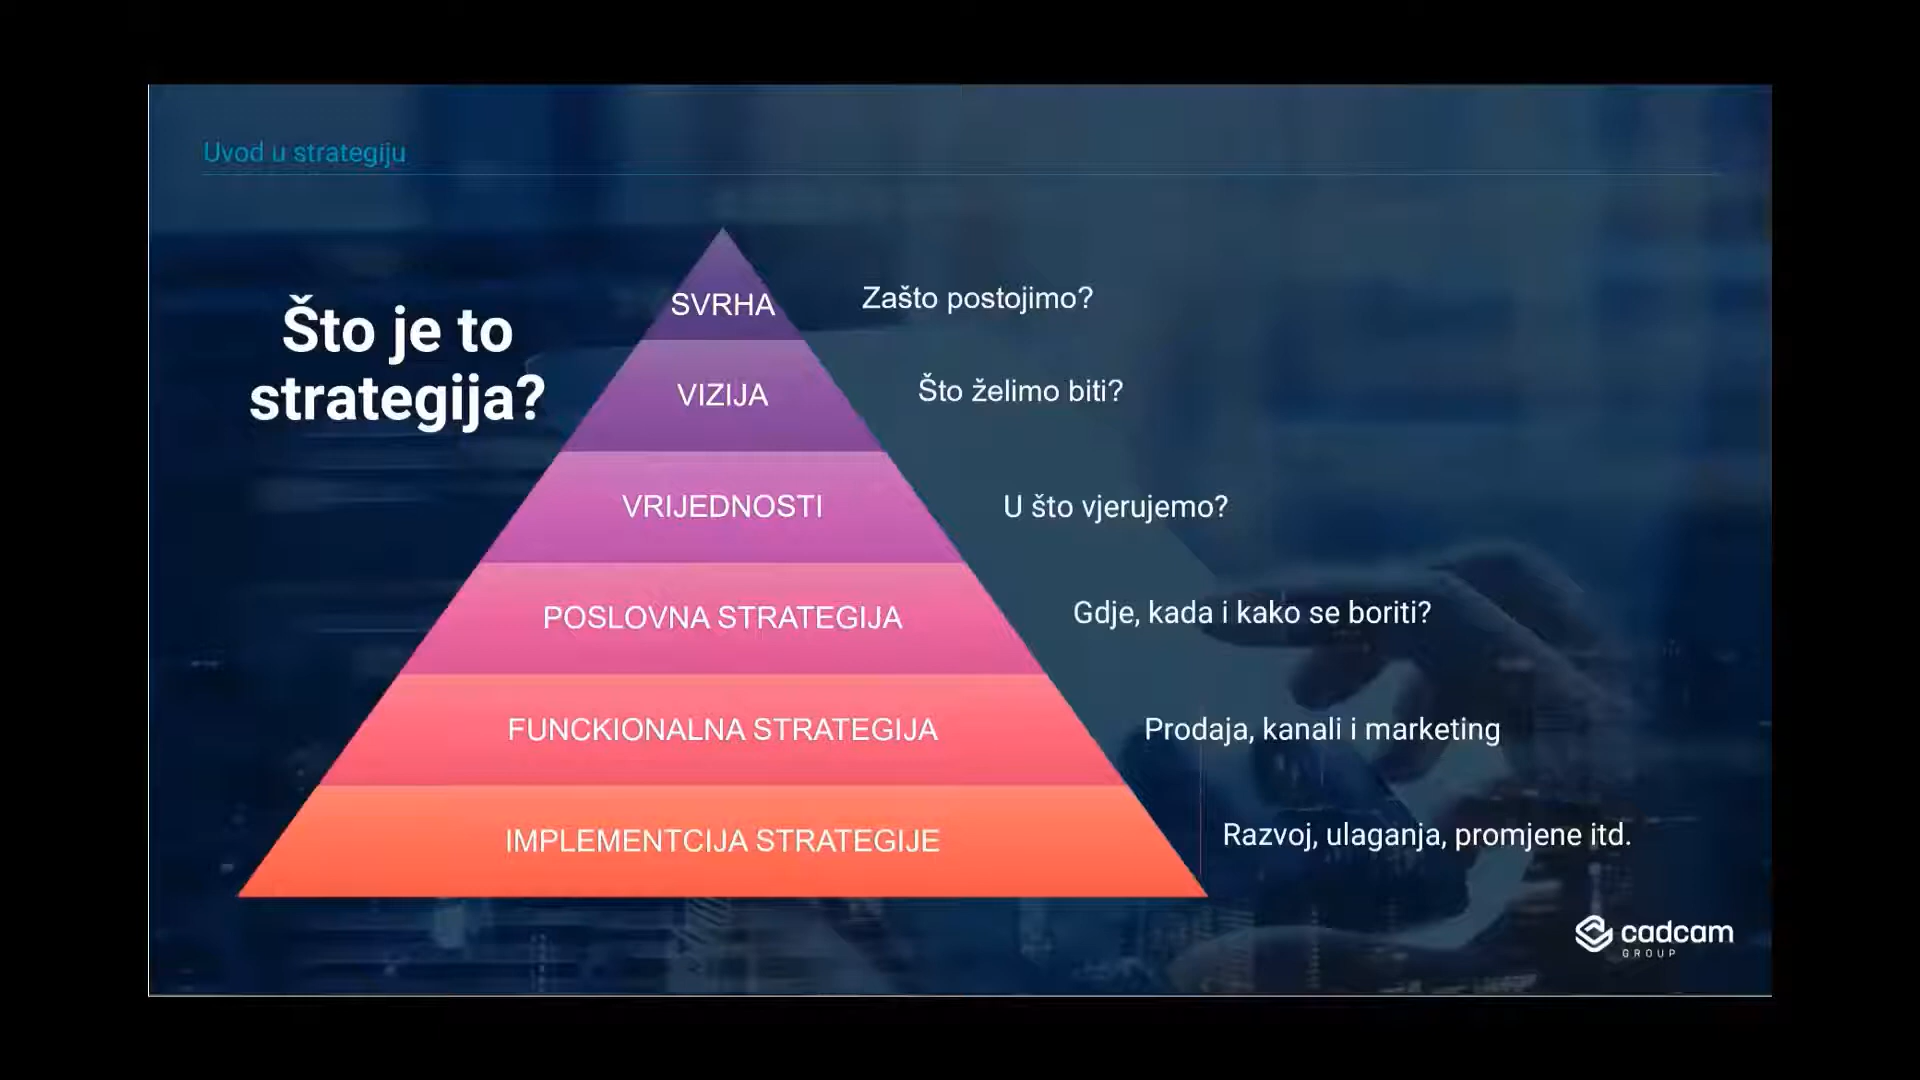 Uvod u strategiju
Što je to
strategija?
SVRHA
Zašto postojimo?
VIZIJA
Što želimo biti?
VRIJEDNOSTI
U što vjerujemo?
POSLOVNA STRATEGIJA
Gdje, kada i kako se boriti?
FUNCKIONALNA STRATEGIJA
Prodaja, kanali i marketing
IMPLEMENTCIJA STRATEGIJE
Razvoj, ulaganja, promjene itd.
cadcam
GROUP